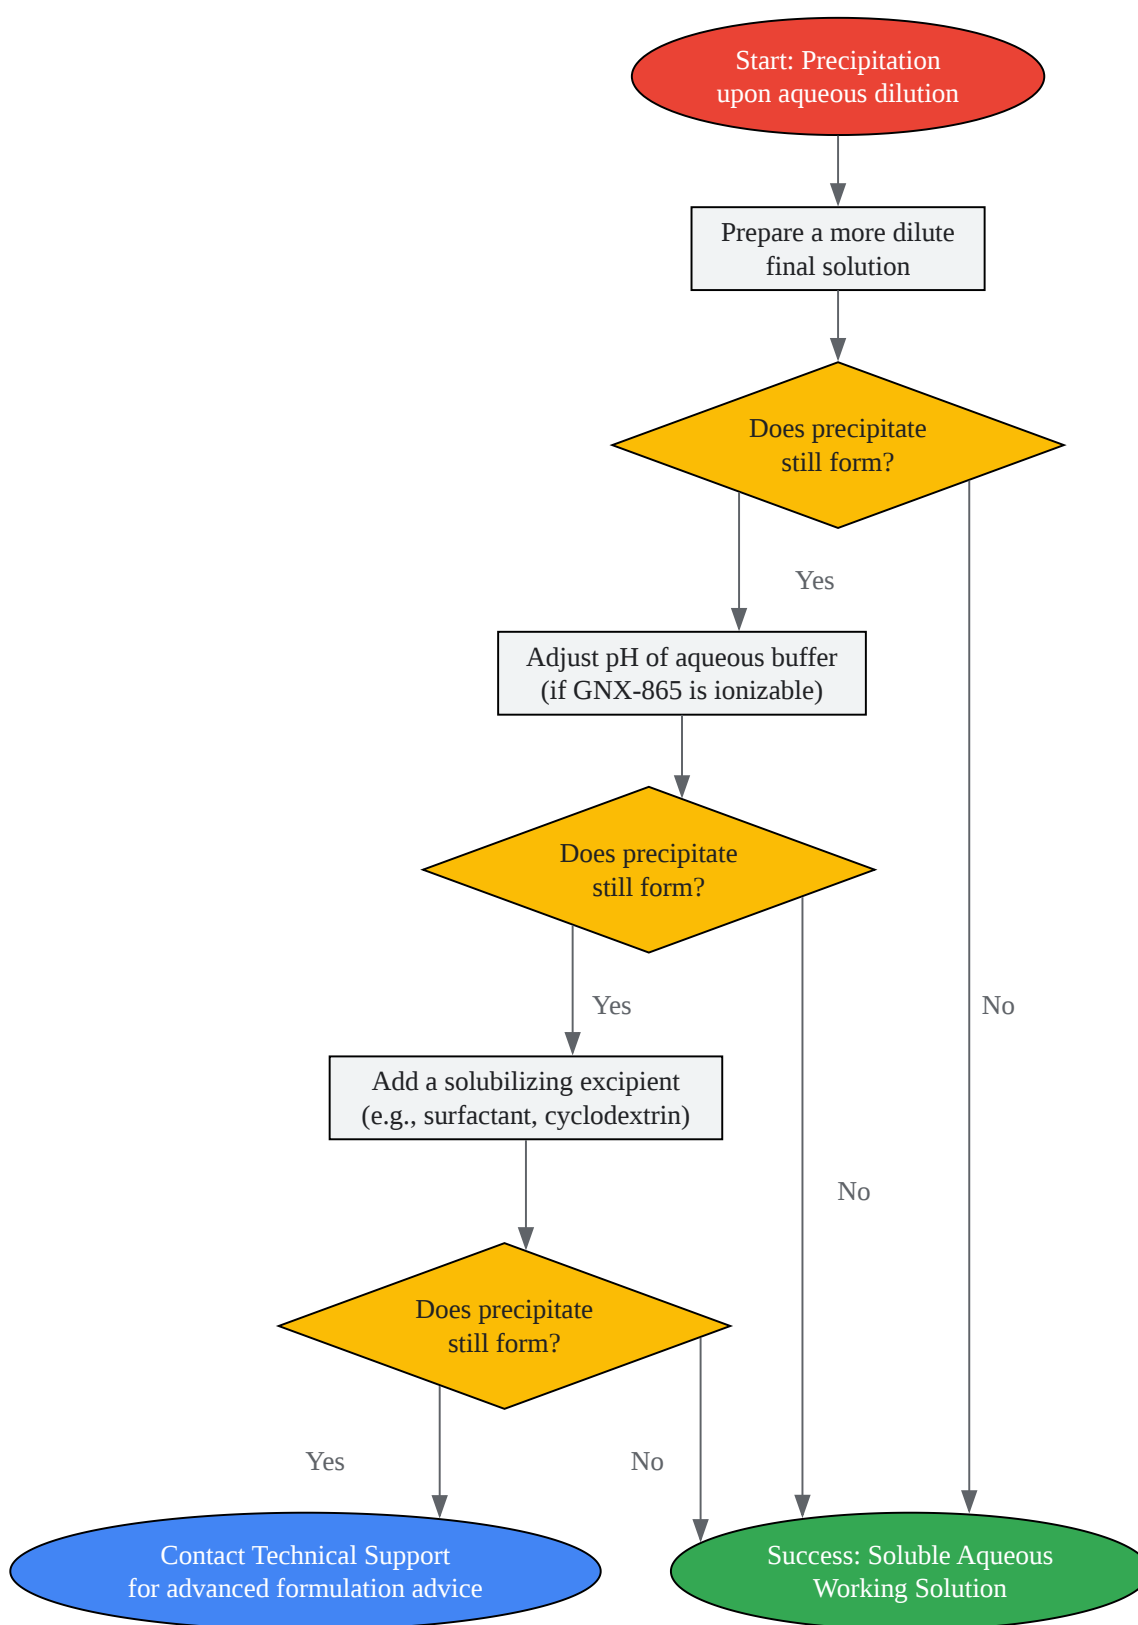 Start: Precipitation
upon aqueous dilution
Prepare a more dilute
final solution
Does precipitate
still form?
Yes
Adjust pH of aqueous buffer
(if GNX-865 is ionizable)
Does precipitate
still form?
Yes
No
Add a solubilizing excipient
(e.g., surfactant, cyclodextrin)
No
Does precipitate
still form?
Yes
No
Contact Technical Support
for advanced formulation advice
Success: Soluble Aqueous
Working Solution